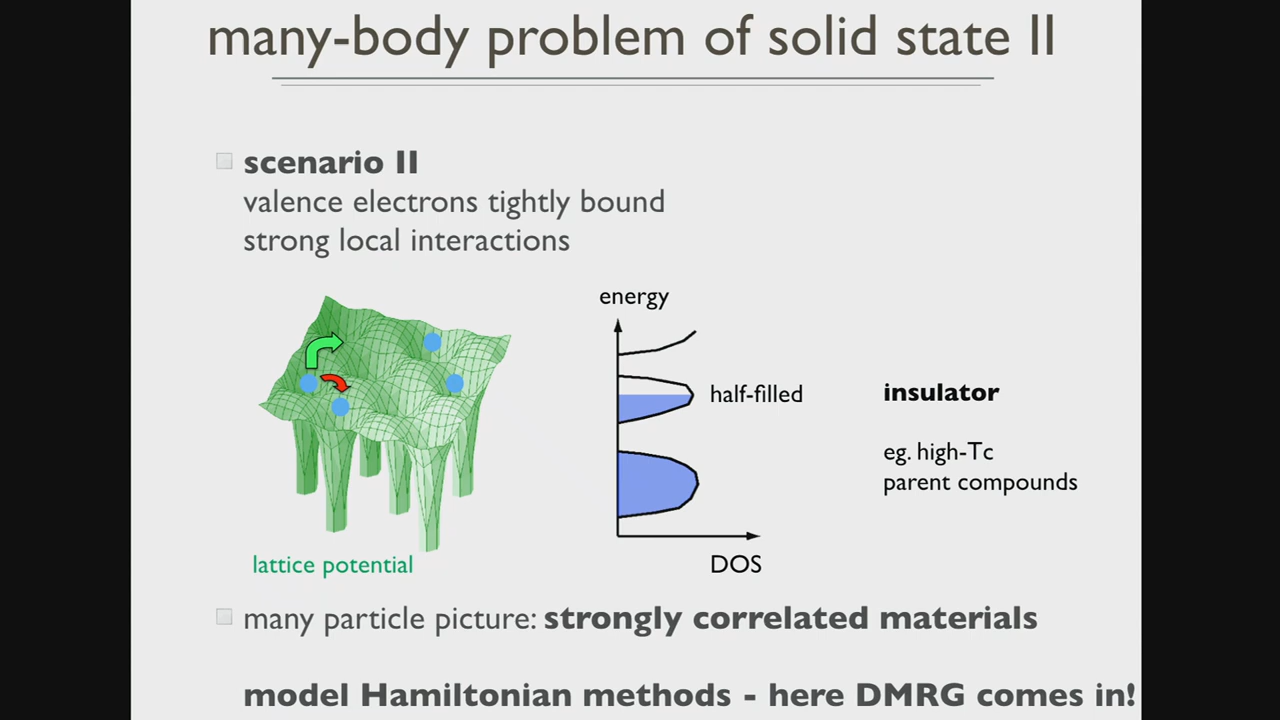 many-body problem of solid state II
scenario II
valence electrons tightly bound
strong local interactions
energy
half-filled
insulator
eg. high-Tc
parent compounds
lattice potential
DOS
many particle picture: strongly correlated materials
model Hamiltonian methods - here DMRG comes in!